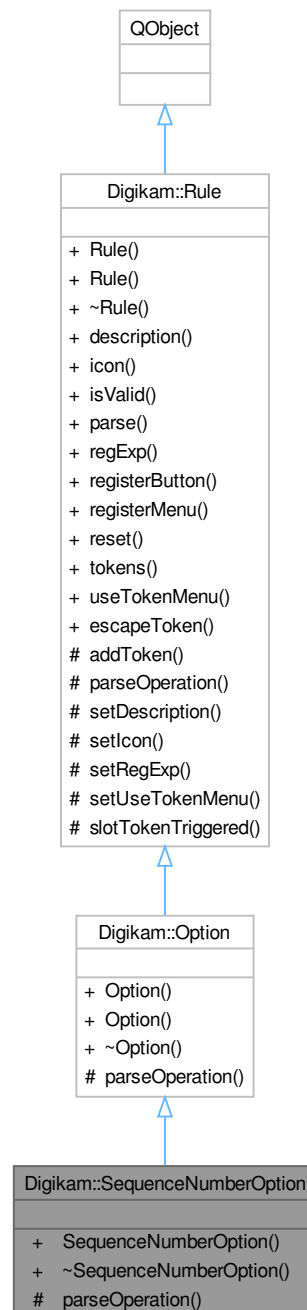 QObject
Digikam::Rule
+ Rule()
+ Rule()
+ ~Rule()
+ description()
+ icon()
+ isValid()
+ parse()
+ regExp()
+ registerButton()
+ registerMenu()
+ reset()
+ tokens()
+ useTokenMenu()
+ escapeToken()
# addToken()
# parseOperation()
# setDescription()
# setIcon()
# setRegExp()
# setUseTokenMenu()
# slotTokenTriggered()
Digikam::Option
+ Option()
+ Option()
+ ~Option()
# parseOperation()
Digikam::SequenceNumberOption
+ SequenceNumberOption()
+ ~SequenceNumberOption()
# parseOperation()